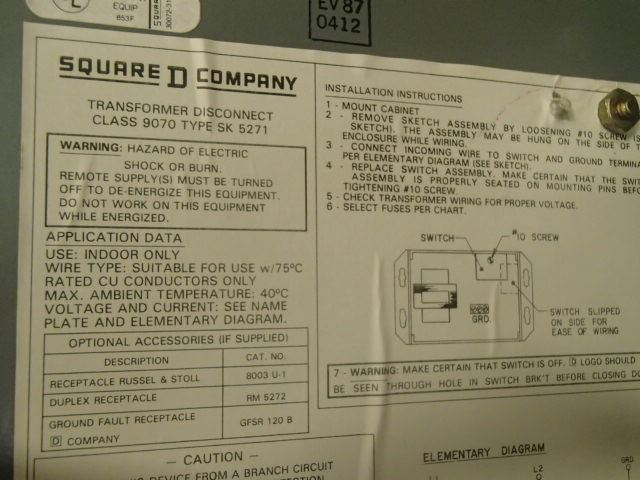 EQUIP
853F
30072-31
EV 87
0412
SQUARE D COMPANY
TRANSFORMER DISCONNECT
CLASS 9070 TYPE SK 5271
WARNING: HAZARD OF ELECTRIC
SHOCK OR BURN.
REMOTE SUPPLY(S) MUST BE TURNED
OFF TO DE-ENERGIZE THIS EQUIPMENT.
DO NOT WORK ON THIS EQUIPMENT
WHILE ENERGIZED.
APPLICATION DATA
USE: INDOOR ONLY
WIRE TYPE: SUITABLE FOR USE w/75°C
RATED CU CONDUCTORS ONLY
MAX. AMBIENT TEMPERATURE: 40°C
VOLTAGE AND CURRENT: SEE NAME
PLATE AND ELEMENTARY DIAGRAM.
OPTIONAL ACCESSORIES (IF SUPPLIED)
DESCRIPTION CAT. NO.
RECEPTACLE RUSSEL & STOLL 8003 U-1
DUPLEX RECEPTACLE RM 5272
GROUND FAULT RECEPTACLE GFSR 120 B
D COMPANY
- CAUTION -
DEVICE FROM A BRANCH CIRCUIT
INSTALLATION INSTRUCTIONS
1 - MOUNT CABINET
2 - REMOVE SKETCH ASSEMBLY BY LOOSENING #10 SCREW
SKETCH). THE ASSEMBLY MAY BE HUNG ON THE SIDE OF
ENCLOSURE WHILE WIRING.
3 - CONNECT INCOMING WIRE TO SWITCH AND GROUND
PER ELEMENTARY DIAGRAM (SEE SKETCH).
4 - REPLACE SWITCH ASSEMBLY. MAKE CERTAIN THAT THE
ASSEMBLY IS PROPERLY SEATED ON MOUNTING PINS
TIGHTENING #10 SCREW.
5 - CHECK TRANSFORMER WIRING FOR PROPER VOLTAGE.
6 - SELECT FUSES PER CHART.
SWITCH
#10 SCREW
GRD.
SWITCH SLIPPED
ON SIDE FOR
EASE OF WIRING
7 - WARNING: MAKE CERTAIN THAT SWITCH IS OFF. D LOGO SHOULD
BE SEEN THROUGH HOLE IN SWITCH BRK'T BEFORE CLOSING
ELEMENTARY DIAGRAM
L2
GRD